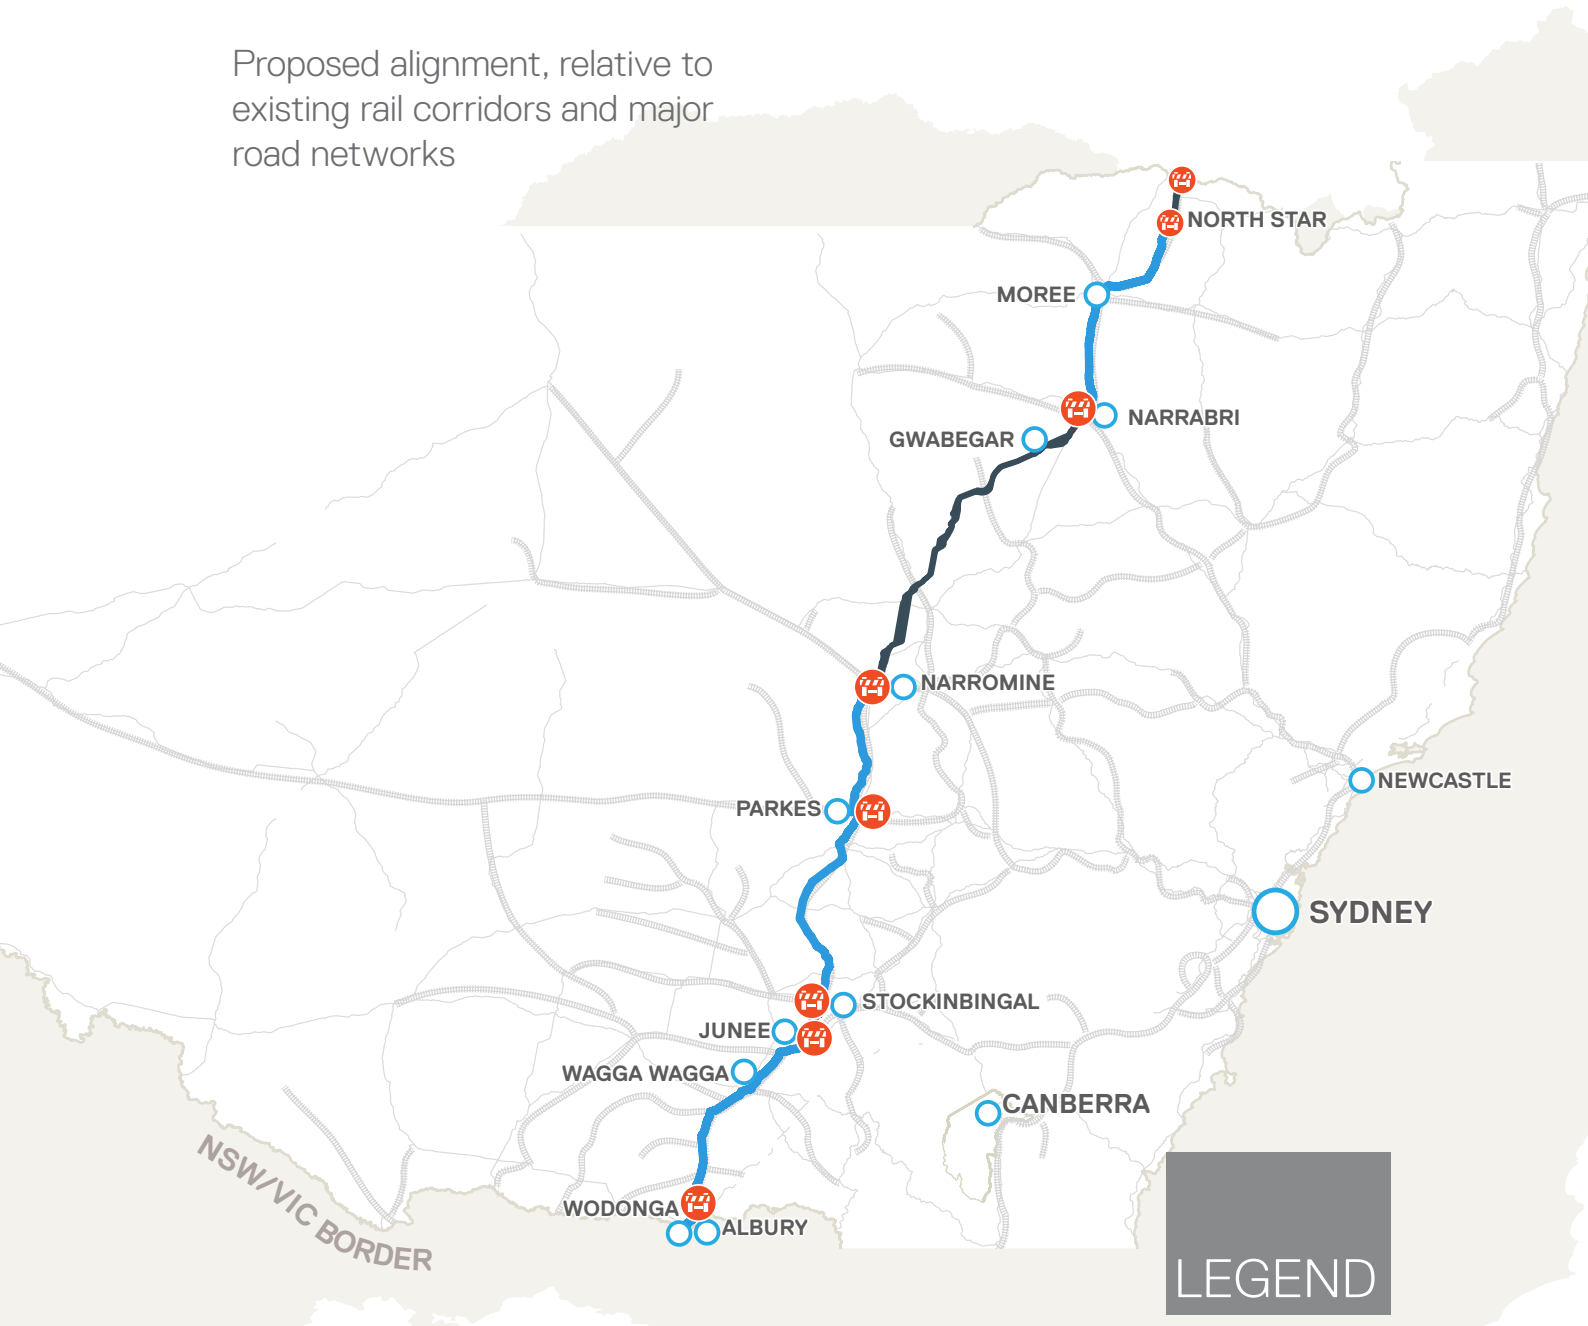 Proposed alignment, relative to
existing rail corridors and major
road networks
NORTH STAR
MOREE
NARRABRI
GWABEGAR
NARROMINE
NEWCASTLE
PARKES
SYDNEY
STOCKINBINGAL
JUNEE
WAGGA WAGGA
CANBERRA
NSW/VIC BORDER
WODONGA
ALBURY
LEGEND